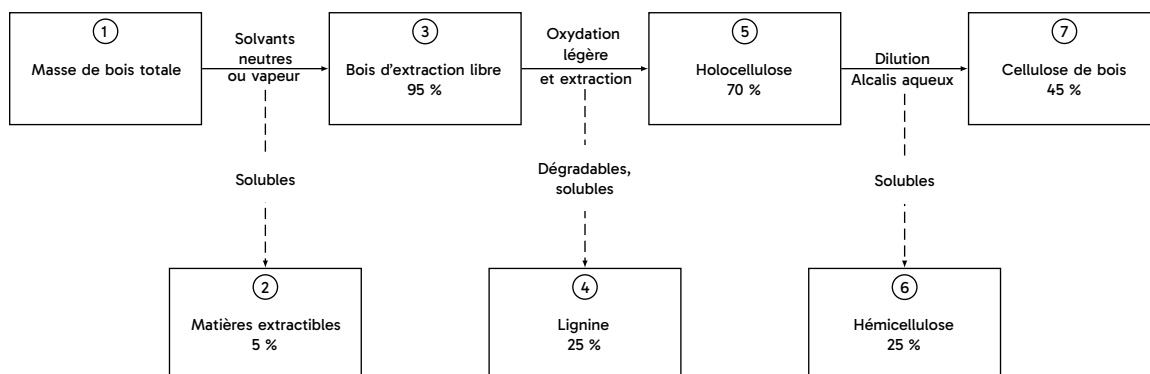 1
Masse de bois totale
Solvants
neutres
ou vapeur
3
Bois d’extraction libre
95 %
Oxydation
légère
et extraction
5
Holocellulose
70 %
Dilution
Alcalis aqueux
7
Cellulose de bois
45 %
Solubles
Dégradables,
solubles
Solubles
2
Matières extractibles
5 %
4
Lignine
25 %
6
Hémicellulose
25 %